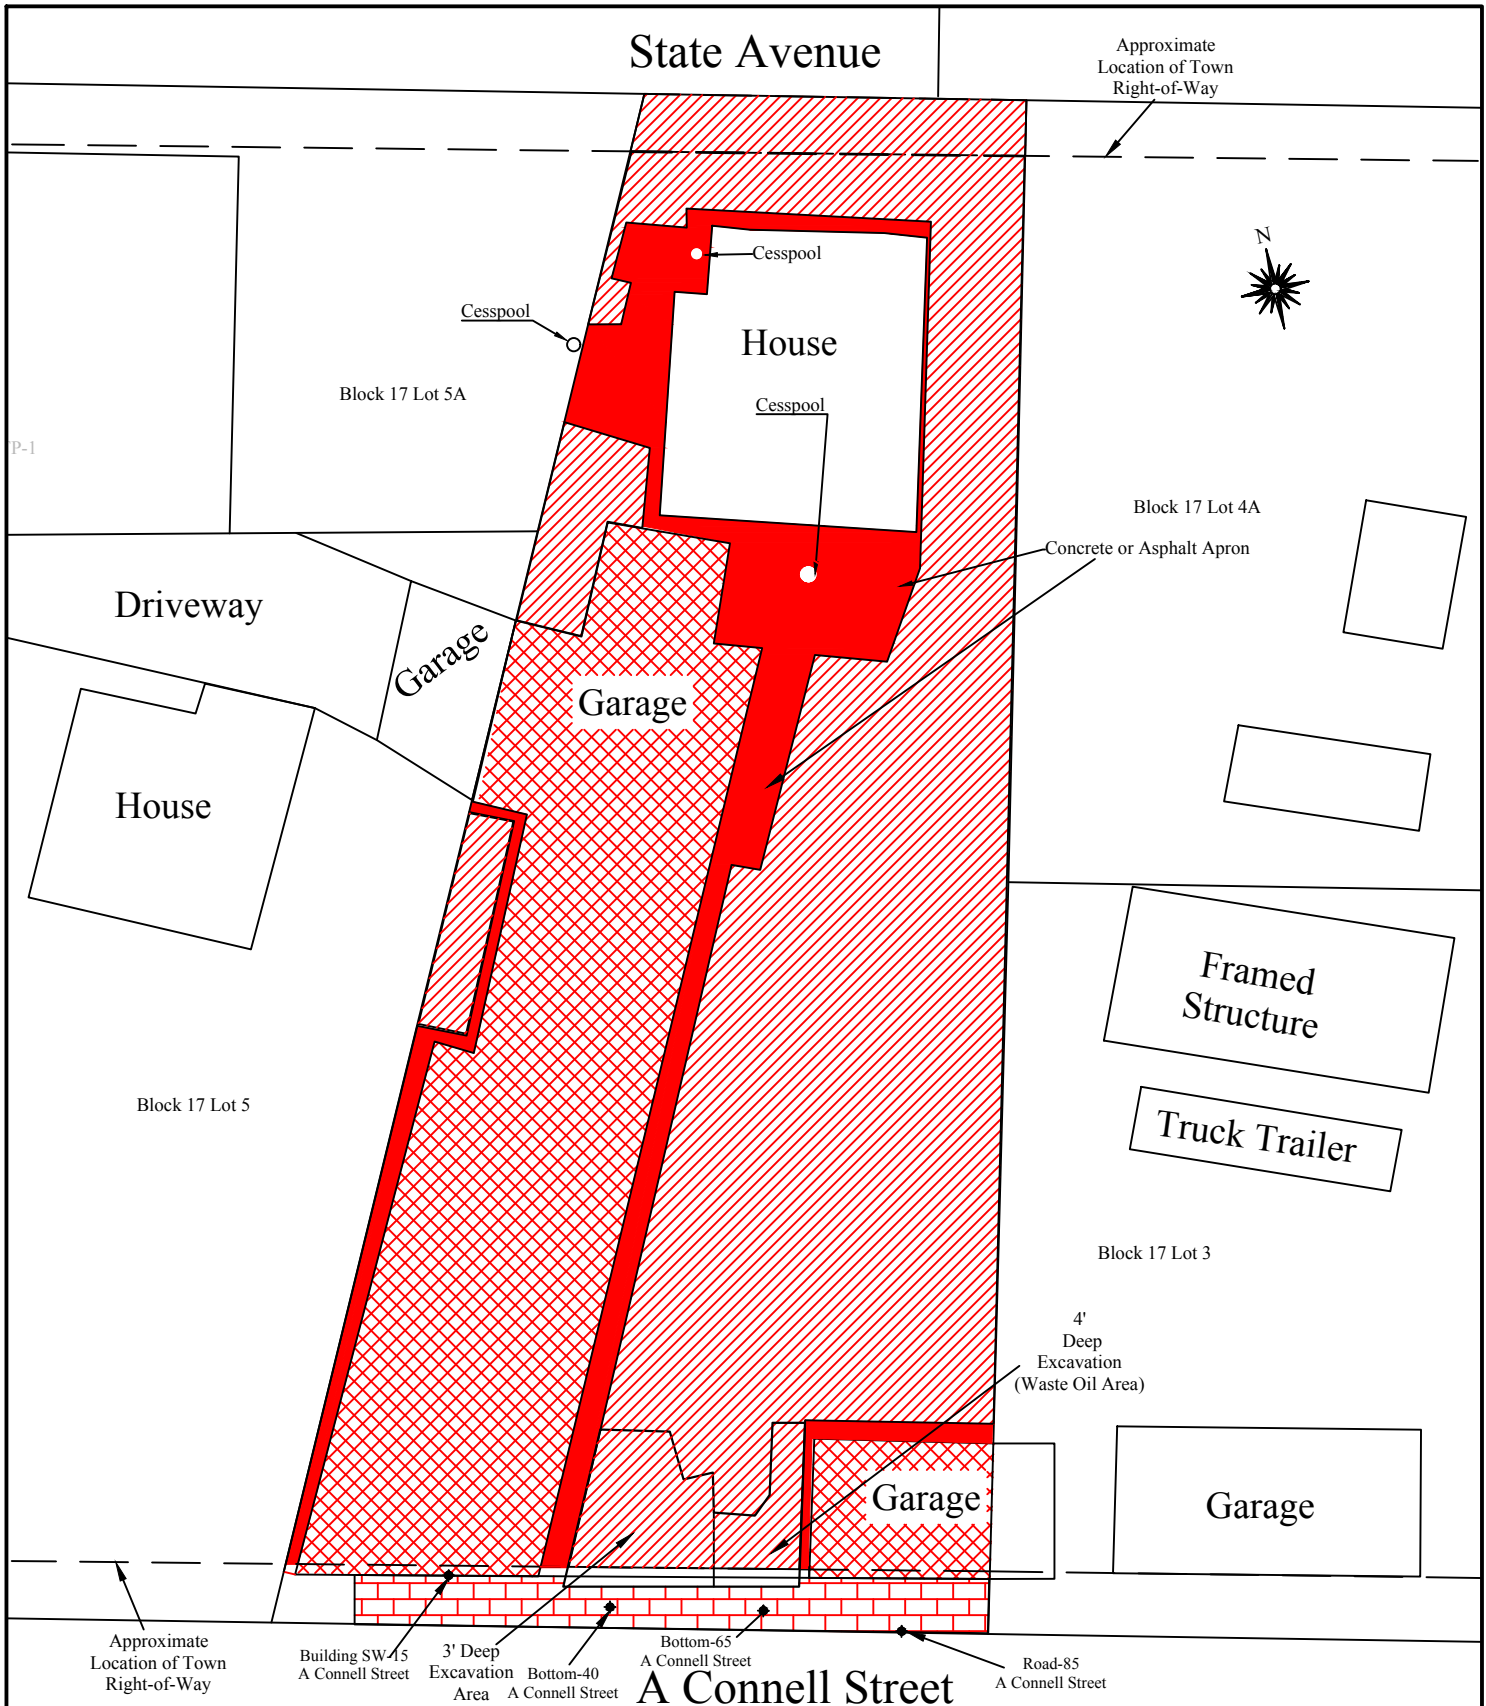 State Avenue
Approximate
Location of Town
Right-of-Way
N
Cesspool
Cesspool
House
Block 17 Lot 5A
Cesspool
P-1
Block 17 Lot 4A
Concrete or Asphalt Apron
Driveway
Garage
Garage
House
Framed
Structure
Block 17 Lot 5
Truck Trailer
Block 17 Lot 3
4'
Deep
Excavation
(Waste Oil Area)
Garage
Garage
Approximate
Location of Town
Right-of-Way
Building SW-15
A Connell Street
3' Deep
Excavation
Area
Bottom-40
A Connell Street
Bottom-65
A Connell Street
Road-85
A Connell Street
A Connell Street